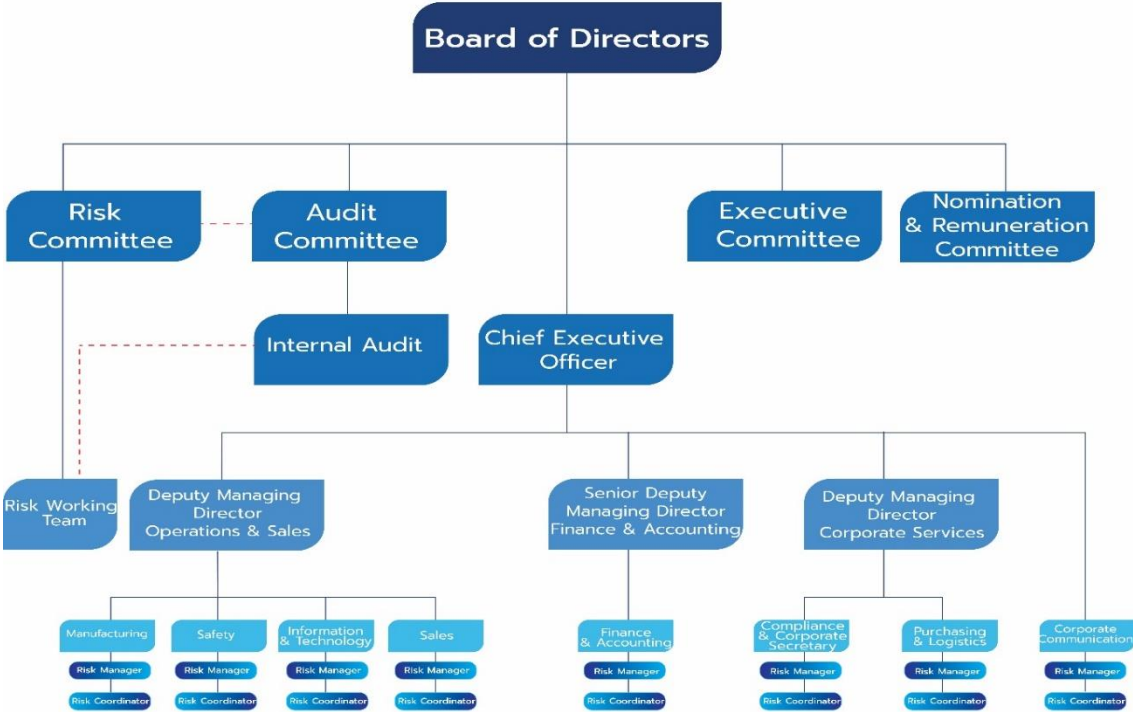 Board of Directors
Risk
Committee
Audit
Committee
Executive
Committee
Nomination
& Remuneration
Committee
Internal Audit
Chief Executive
Officer
Risk Working
Team
Deputy Managing
Director
Operations & Sales
Senior Deputy
Managing Director
Finance & Accounting
Deputy Managing
Director
Corporate Services
Manufacturing
Safety
Information
& Technology
Sales
Finance
& Accounting
Compliance
& Corporate
Secretary
Purchasing
& Logistics
Corporate
Communication
Risk Manager
Risk Manager
Risk Manager
Risk Manager
Risk Manager
Risk Manager
Risk Manager
Risk Manager
Risk Coordinator
Risk Coordinator
Risk Coordinator
Risk Coordinator
Risk Coordinator
Risk Coordinator
Risk Coordinator
Risk Coordinator